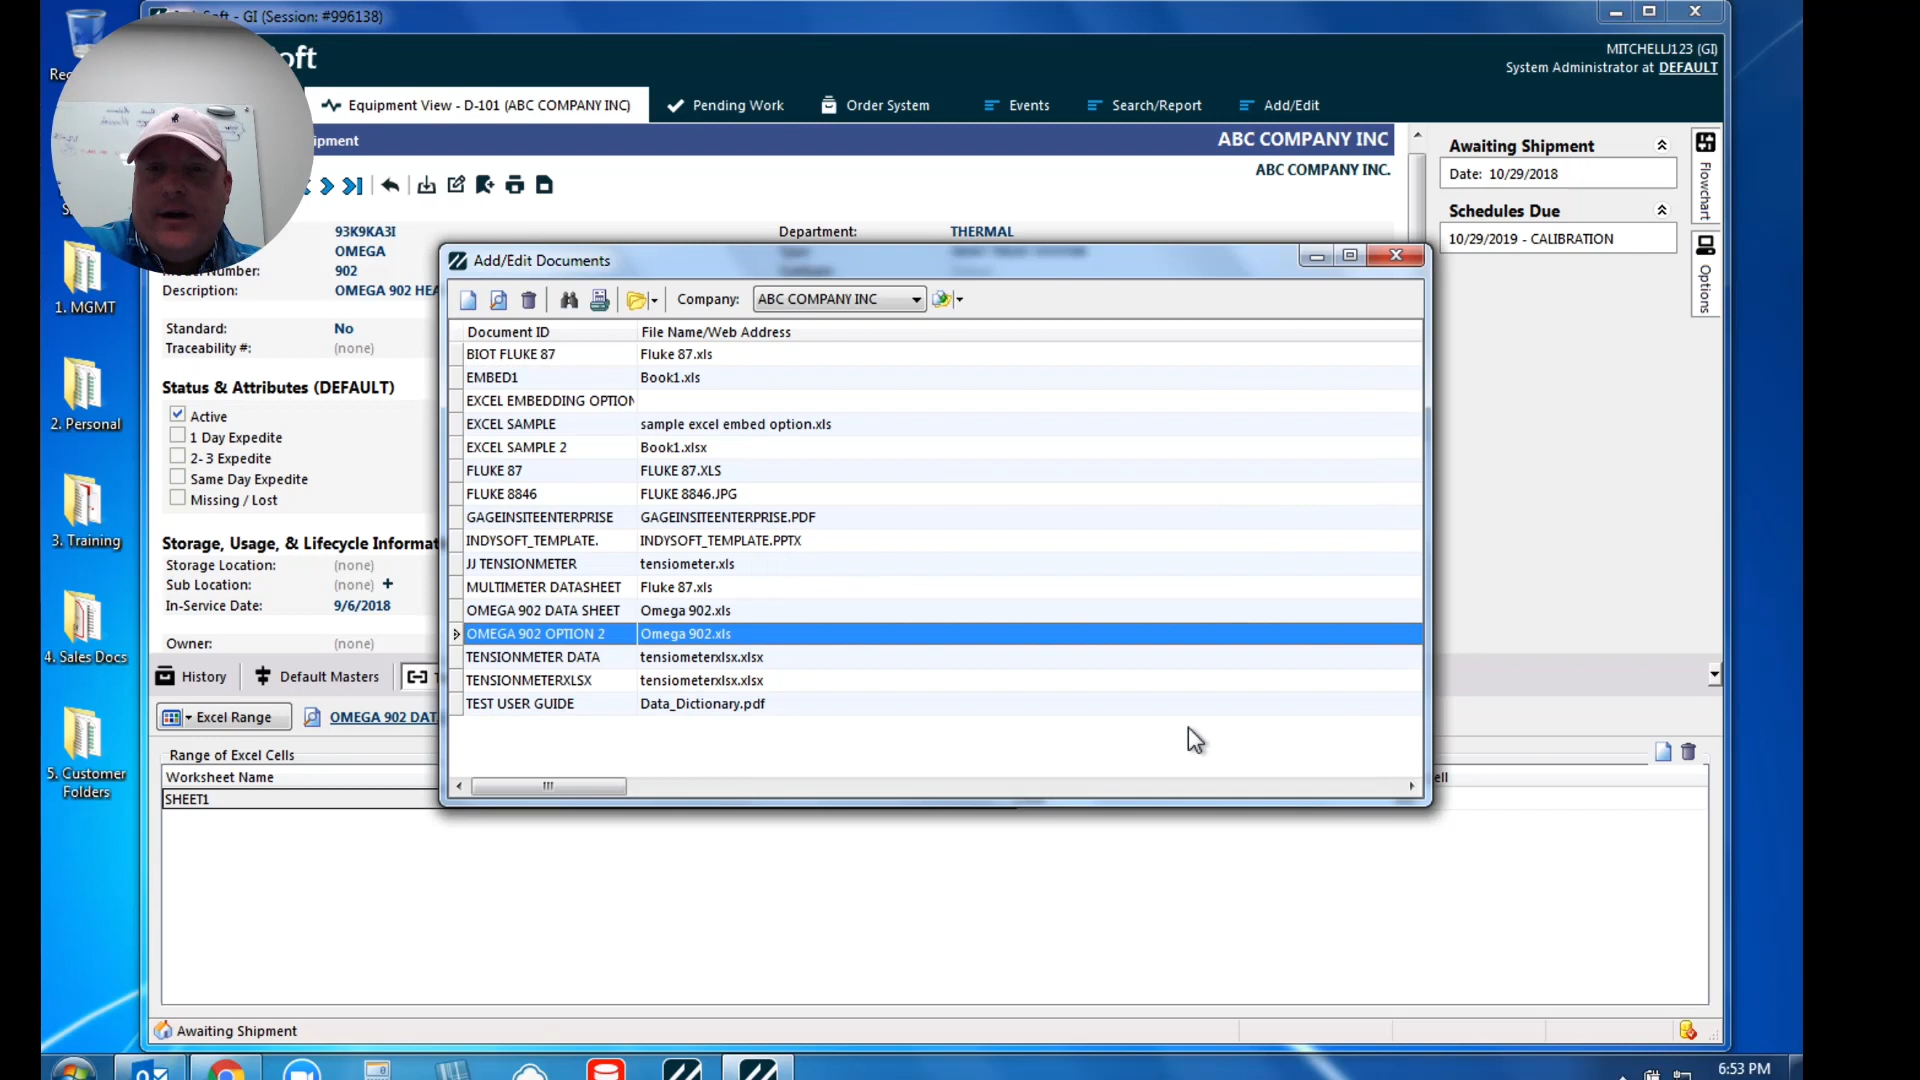 Soft - GI (Session: #996138)
oft
MITCHELLJ123 (GI)
System Administrator at DEFAULT
Equipment View - D-101 (ABC COMPANY INC)
Pending Work
Order System
Events
Search/Report
Add/Edit
ipment
ABC COMPANY INC
ABC COMPANY INC.
Awaiting Shipment
Date: 10/29/2018
Schedules Due
10/29/2019 - CALIBRATION
Flowchart
Options
93K9KA3I
Department: THERMAL
OMEGA
Model Number: 902
Description: OMEGA 902 HEA
Standard: No
Traceability #: (none)
Status & Attributes (DEFAULT)
Active
1 Day Expedite
2- 3 Expedite
Same Day Expedite
Missing / Lost
Storage, Usage, & Lifecycle Informat
Storage Location: (none)
Sub Location: (none)
In-Service Date: 9/6/2018
Owner: (none)
History
Default Masters
Excel Range
OMEGA 902 DAT
Range of Excel Cells
Worksheet Name
ell
SHEET1
Awaiting Shipment
Add/Edit Documents
Company: ABC COMPANY INC
Document ID File Name/Web Address
BIOT FLUKE 87 Fluke 87.xls
EMBED1 Book1.xls
EXCEL EMBEDDING OPTION
EXCEL SAMPLE sample excel embed option.xls
EXCEL SAMPLE 2 Book1.xlsx
FLUKE 87 FLUKE 87.XLS
FLUKE 8846 FLUKE 8846.JPG
GAGEINSITEENTERPRISE GAGEINSITEENTERPRISE.PDF
INDYSOFT_TEMPLATE. INDYSOFT_TEMPLATE.PPTX
JJ TENSIONMETER tensiometer.xls
MULTIMETER DATASHEET Fluke 87.xls
OMEGA 902 DATA SHEET Omega 902.xls
OMEGA 902 OPTION 2 Omega 902.xls
TENSIONMETER DATA tensiometerxlsx.xlsx
TENSIONMETERXLSX tensiometerxlsx.xlsx
TEST USER GUIDE Data_Dictionary.pdf
Rec
1. MGMT
2. Personal
3. Training
4. Sales Docs
5. Customer
Folders
6:53 PM